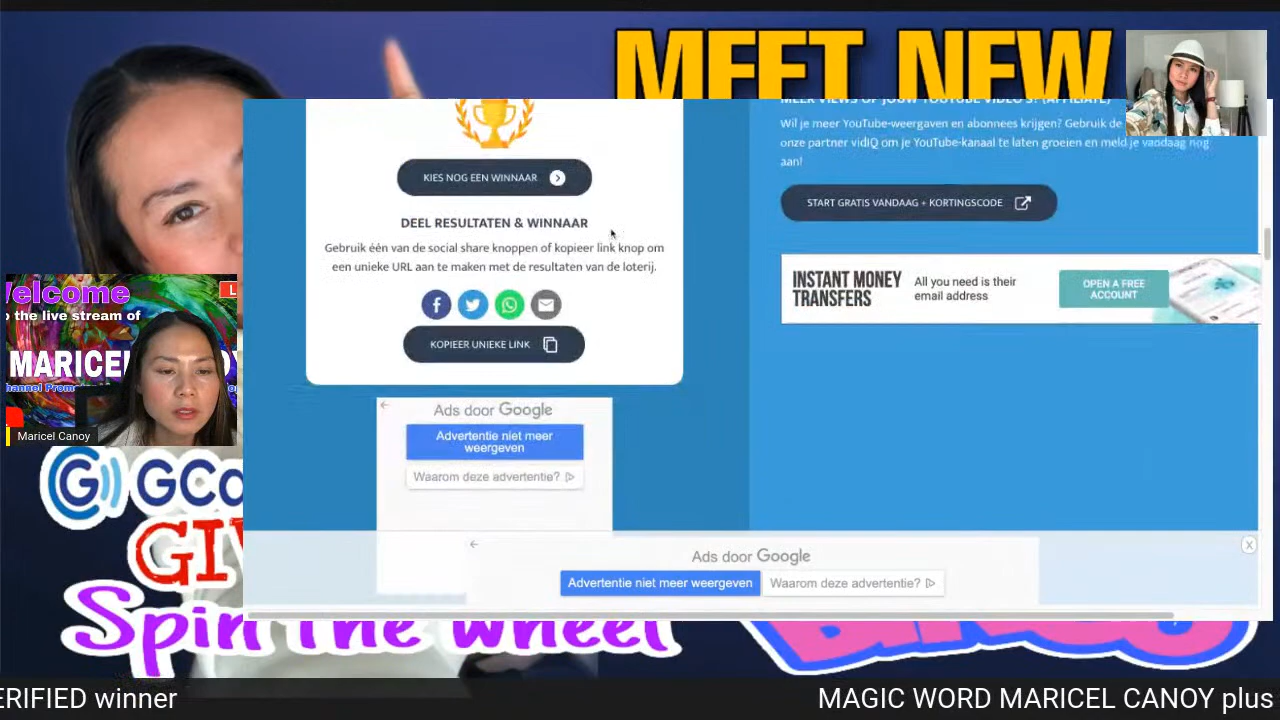 MEET NEW
MEER VIEWS OP JOUW YOUTUBE VIDEO'S? (AFFILIATE)
Wil je meer YouTube-weergaven en abonnees krijgen? Gebruik de
onze partner vidIQ om je YouTube-kanaal te laten groeien en meld je vandaag nog
aan!
START GRATIS VANDAAG + KORTINGSCODE
KIES NOG EEN WINNAAR
DEEL RESULTATEN & WINNAAR
Gebruik één van de social share knoppen of kopieer link knop om
een unieke URL aan te maken met de resultaten van de loterij.
KOPIEER UNIEKE LINK
INSTANT MONEY
TRANSFERS
All you need is their
email address
OPEN A FREE
ACCOUNT
Welcome
o the live stream of
MARICEL
Maricel Canoy
Ads door Google
Advertentie niet meer
weergeven
Waarom deze advertentie?
Ads door Google
Advertentie niet meer weergeven
Waarom deze advertentie?
X
GCa
GIV
Spin the wheel
ERIFIED winner
MAGIC WORD MARICEL CANOY plus